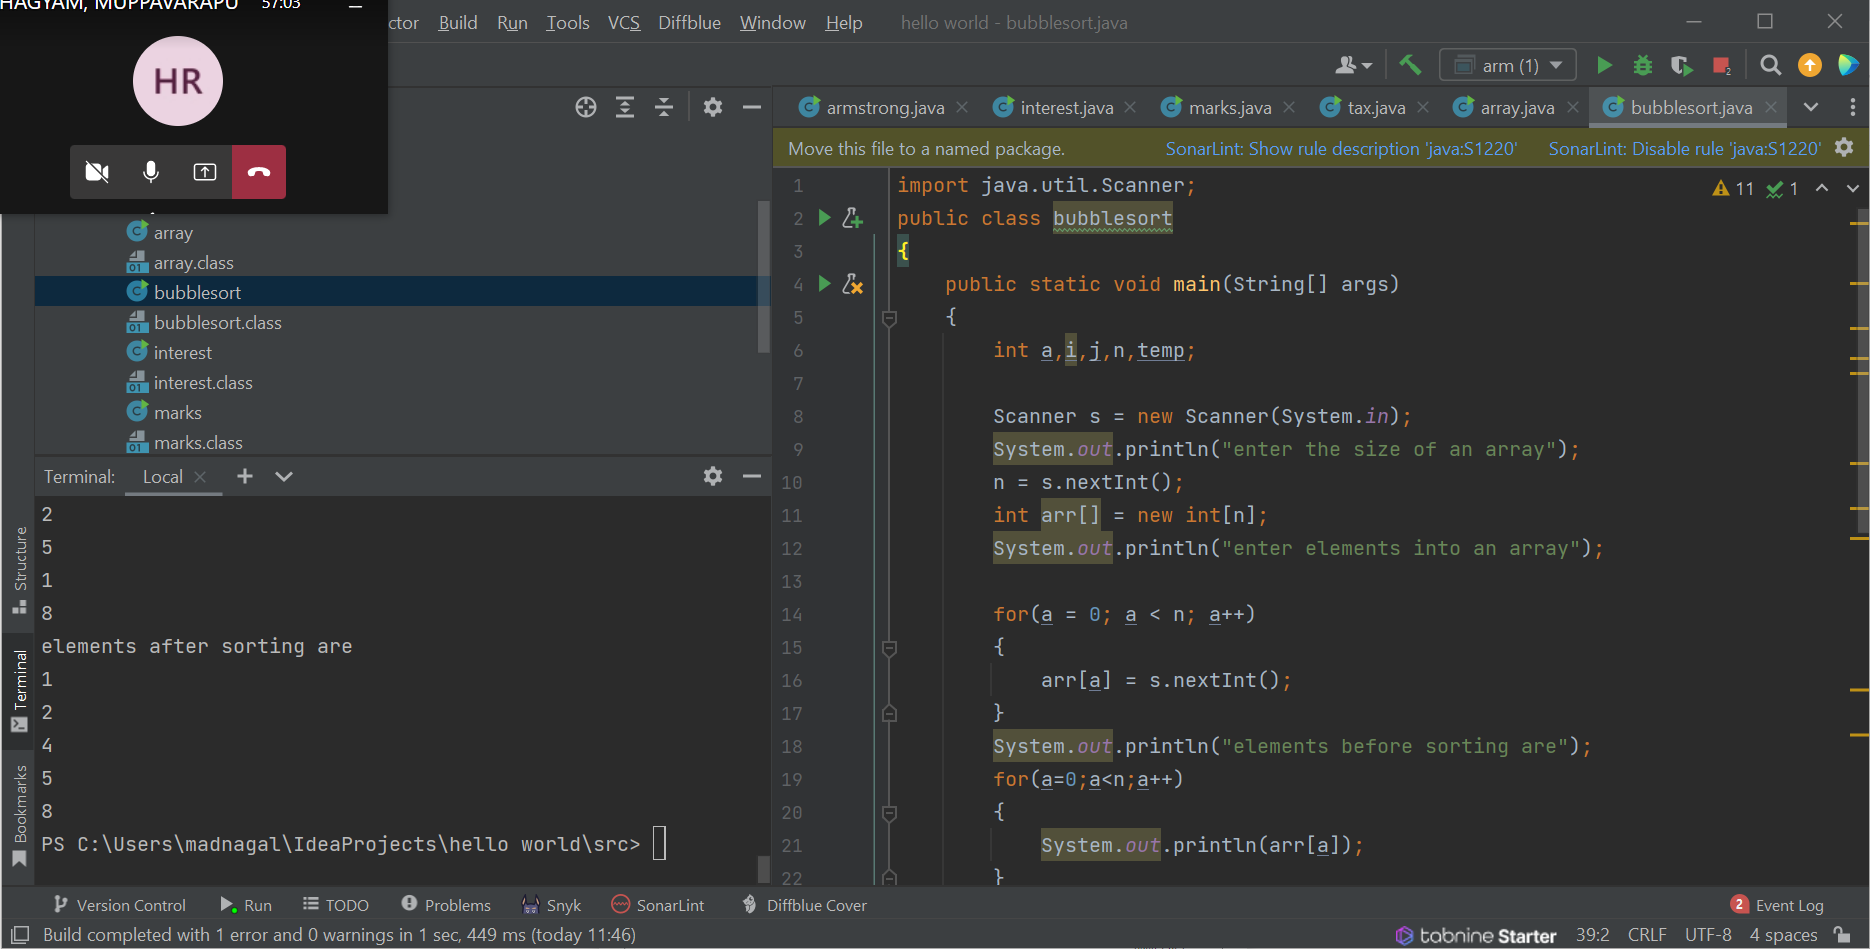 HAGYAM, MUPPAVARAPU 57:03
HR
ctor Build Run Tools VCS Diffblue Window Help hello world - bubblesort.java
arm (1) 2
armstrong.java interest.java marks.java tax.java array.java bubblesort.java
Move this file to a named package. SonarLint: Show rule description 'java:S1220' SonarLint: Disable rule 'java:S1220'
11 1
array
array.class
bubblesort
bubblesort.class
interest
interest.class
marks
marks.class
1 import java.util.Scanner;
2 public class bubblesort
3 {
4 public static void main(String[] args)
5 {
6 int a,i,j,n,temp;
7
8 Scanner s = new Scanner(System.in);
9 System.out.println("enter the size of an array");
10 n = s.nextInt();
11 int arr[] = new int[n];
12 System.out.println("enter elements into an array");
13
14 for(a = 0; a < n; a++)
15 {
16 arr[a] = s.nextInt();
17 }
18 System.out.println("elements before sorting are");
19 for(a=0;a<n;a++)
20 {
21 System.out.println(arr[a]);
22 }
Terminal: Local
2
5
1
8
elements after sorting are
1
2
4
5
8
PS C:\Users\madnagal\IdeaProjects\hello world\src>
Structure
Terminal
Bookmarks
Version Control Run TODO Problems Snyk SonarLint Diffblue Cover 2 Event Log
Build completed with 1 error and 0 warnings in 1 sec, 449 ms (today 11:46) tabnine Starter 39:2 CRLF UTF-8 4 spaces